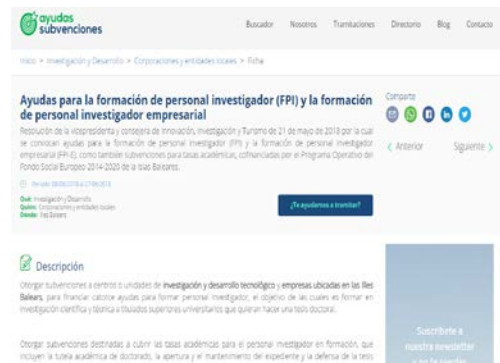 ayudas
subvenciones
Buscador Nosotros Tramitaciones Directorio Blog Contacto
Inicio > Investigación y Desarrollo > Corporaciones y entidades locales > Ficha
Ayudas para la formación de personal investigador (FPI) y la formación
de personal investigador empresarial
Comparte
Resolución de la vicepresidenta y consejera de Innovación, Investigación y Turismo de 21 de mayo de 2018 por la cual
se convocan ayudas para la formación de personal investigador (FPI) y la formación de personal investigador
empresarial (FPI-E), como también subvenciones para tasas académicas, cofinanciadas por el Programa Operativo del
Fondo Social Europeo 2014-2020 de la Islas Baleares.
< Anterior Siguiente >
Qué: Investigación y Desarrollo
Quién: Corporaciones y entidades locales
Dónde: Illes Balears
¿Te ayudamos a tramitar?
Descripción
Otorgar subvenciones a centros o unidades de investigación y desarrollo tecnológico y empresas ubicadas en las Illes
Balears, para financiar catorce ayudas para formar personal investigador, el objetivo de las cuales es formar en
investigación científica y técnica a titulados superiores universitarios que quieran hacer una tesis doctoral.
Otorgar subvenciones destinadas a cubrir las tasas académicas para el personal investigador en formación, que
incluyen la tutela académica de doctorado, la apertura y el mantenimiento del expediente y la defensa de la tesis
Suscríbete a
nuestra newsletter